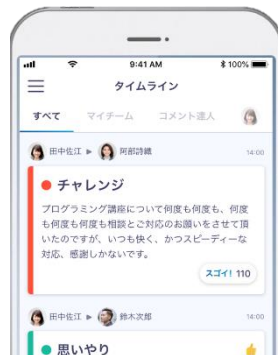 9:41 AM
100%
タイムライン
すべて マイチーム コメント達人
田中佐江 ▶ 阿部詩織 14:00
チャレンジ
プログラミング講座について何度も何度も、何度
も何度も何度も相談とご対応のお願いをさせて頂
いたのですが、いつも快く、かつスピーディーな
対応、感謝しかないです。
スゴイ! 110
田中佐江 ▶ 鈴木次郎 14:00
思いやり